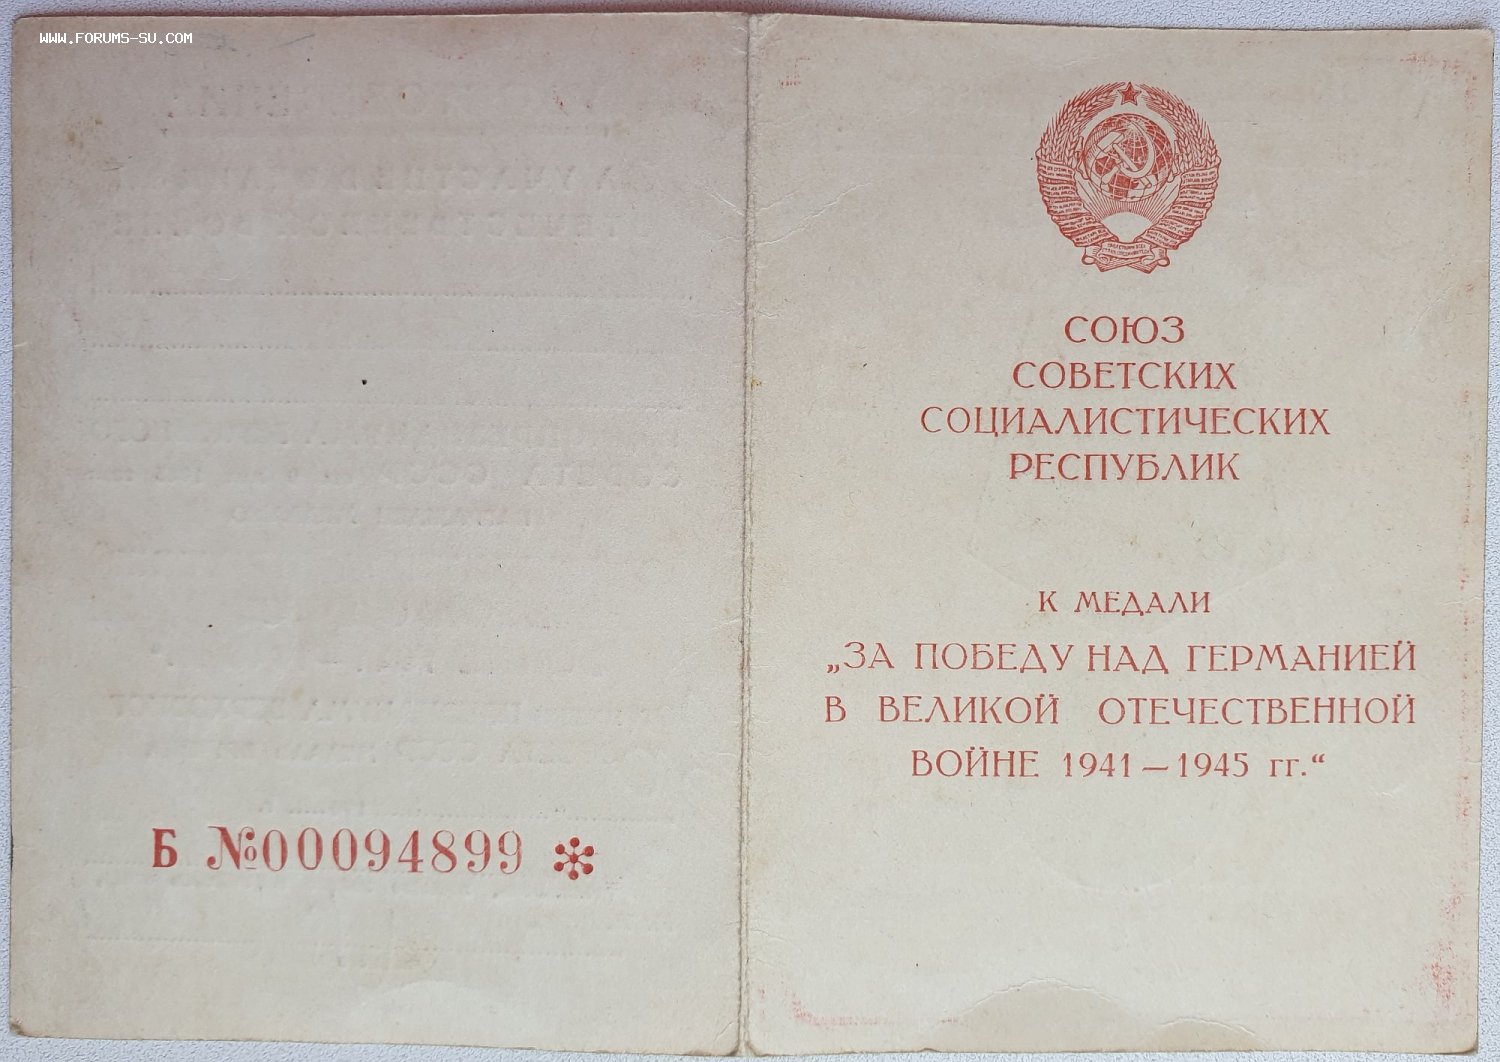 WWW.FORUMS-SU.COM
Б №00094899
СОЮЗ
СОВЕТСКИХ
СОЦИАЛИСТИЧЕСКИХ
РЕСПУБЛИК
К МЕДАЛИ
„ЗА ПОБЕДУ НАД ГЕРМАНИЕЙ
В ВЕЛИКОЙ ОТЕЧЕСТВЕННОЙ
ВОЙНЕ 1941—1945 гг.“